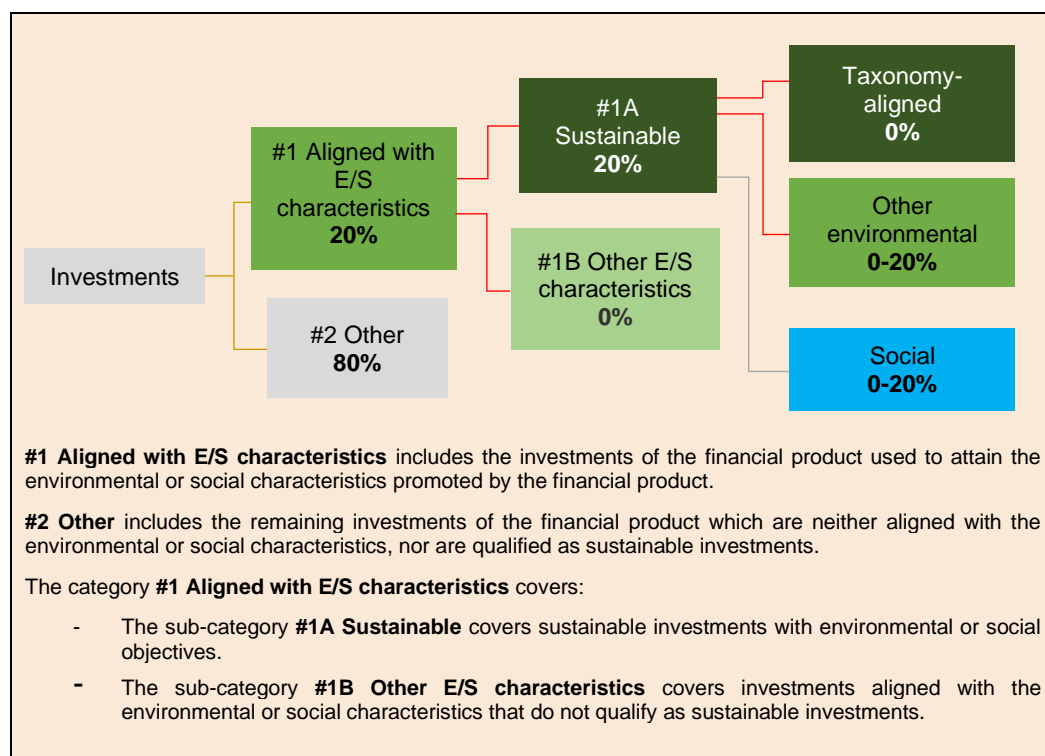 Investments
#1 Aligned with
E/S
characteristics
20%
#2 Other
80%
#1A
Sustainable
20%
#1B Other E/S
characteristics
0%
Taxonomy-
aligned
0%
Other
environmental
0-20%
Social
0-20%
#1 Aligned with E/S characteristics includes the investments of the financial product used to attain the
environmental or social characteristics promoted by the financial product.
#2 Other includes the remaining investments of the financial product which are neither aligned with the
environmental or social characteristics, nor are qualified as sustainable investments.
The category #1 Aligned with E/S characteristics covers:
- The sub-category #1A Sustainable covers sustainable investments with environmental or social
objectives.
- The sub-category #1B Other E/S characteristics covers investments aligned with the
environmental or social characteristics that do not qualify as sustainable investments.